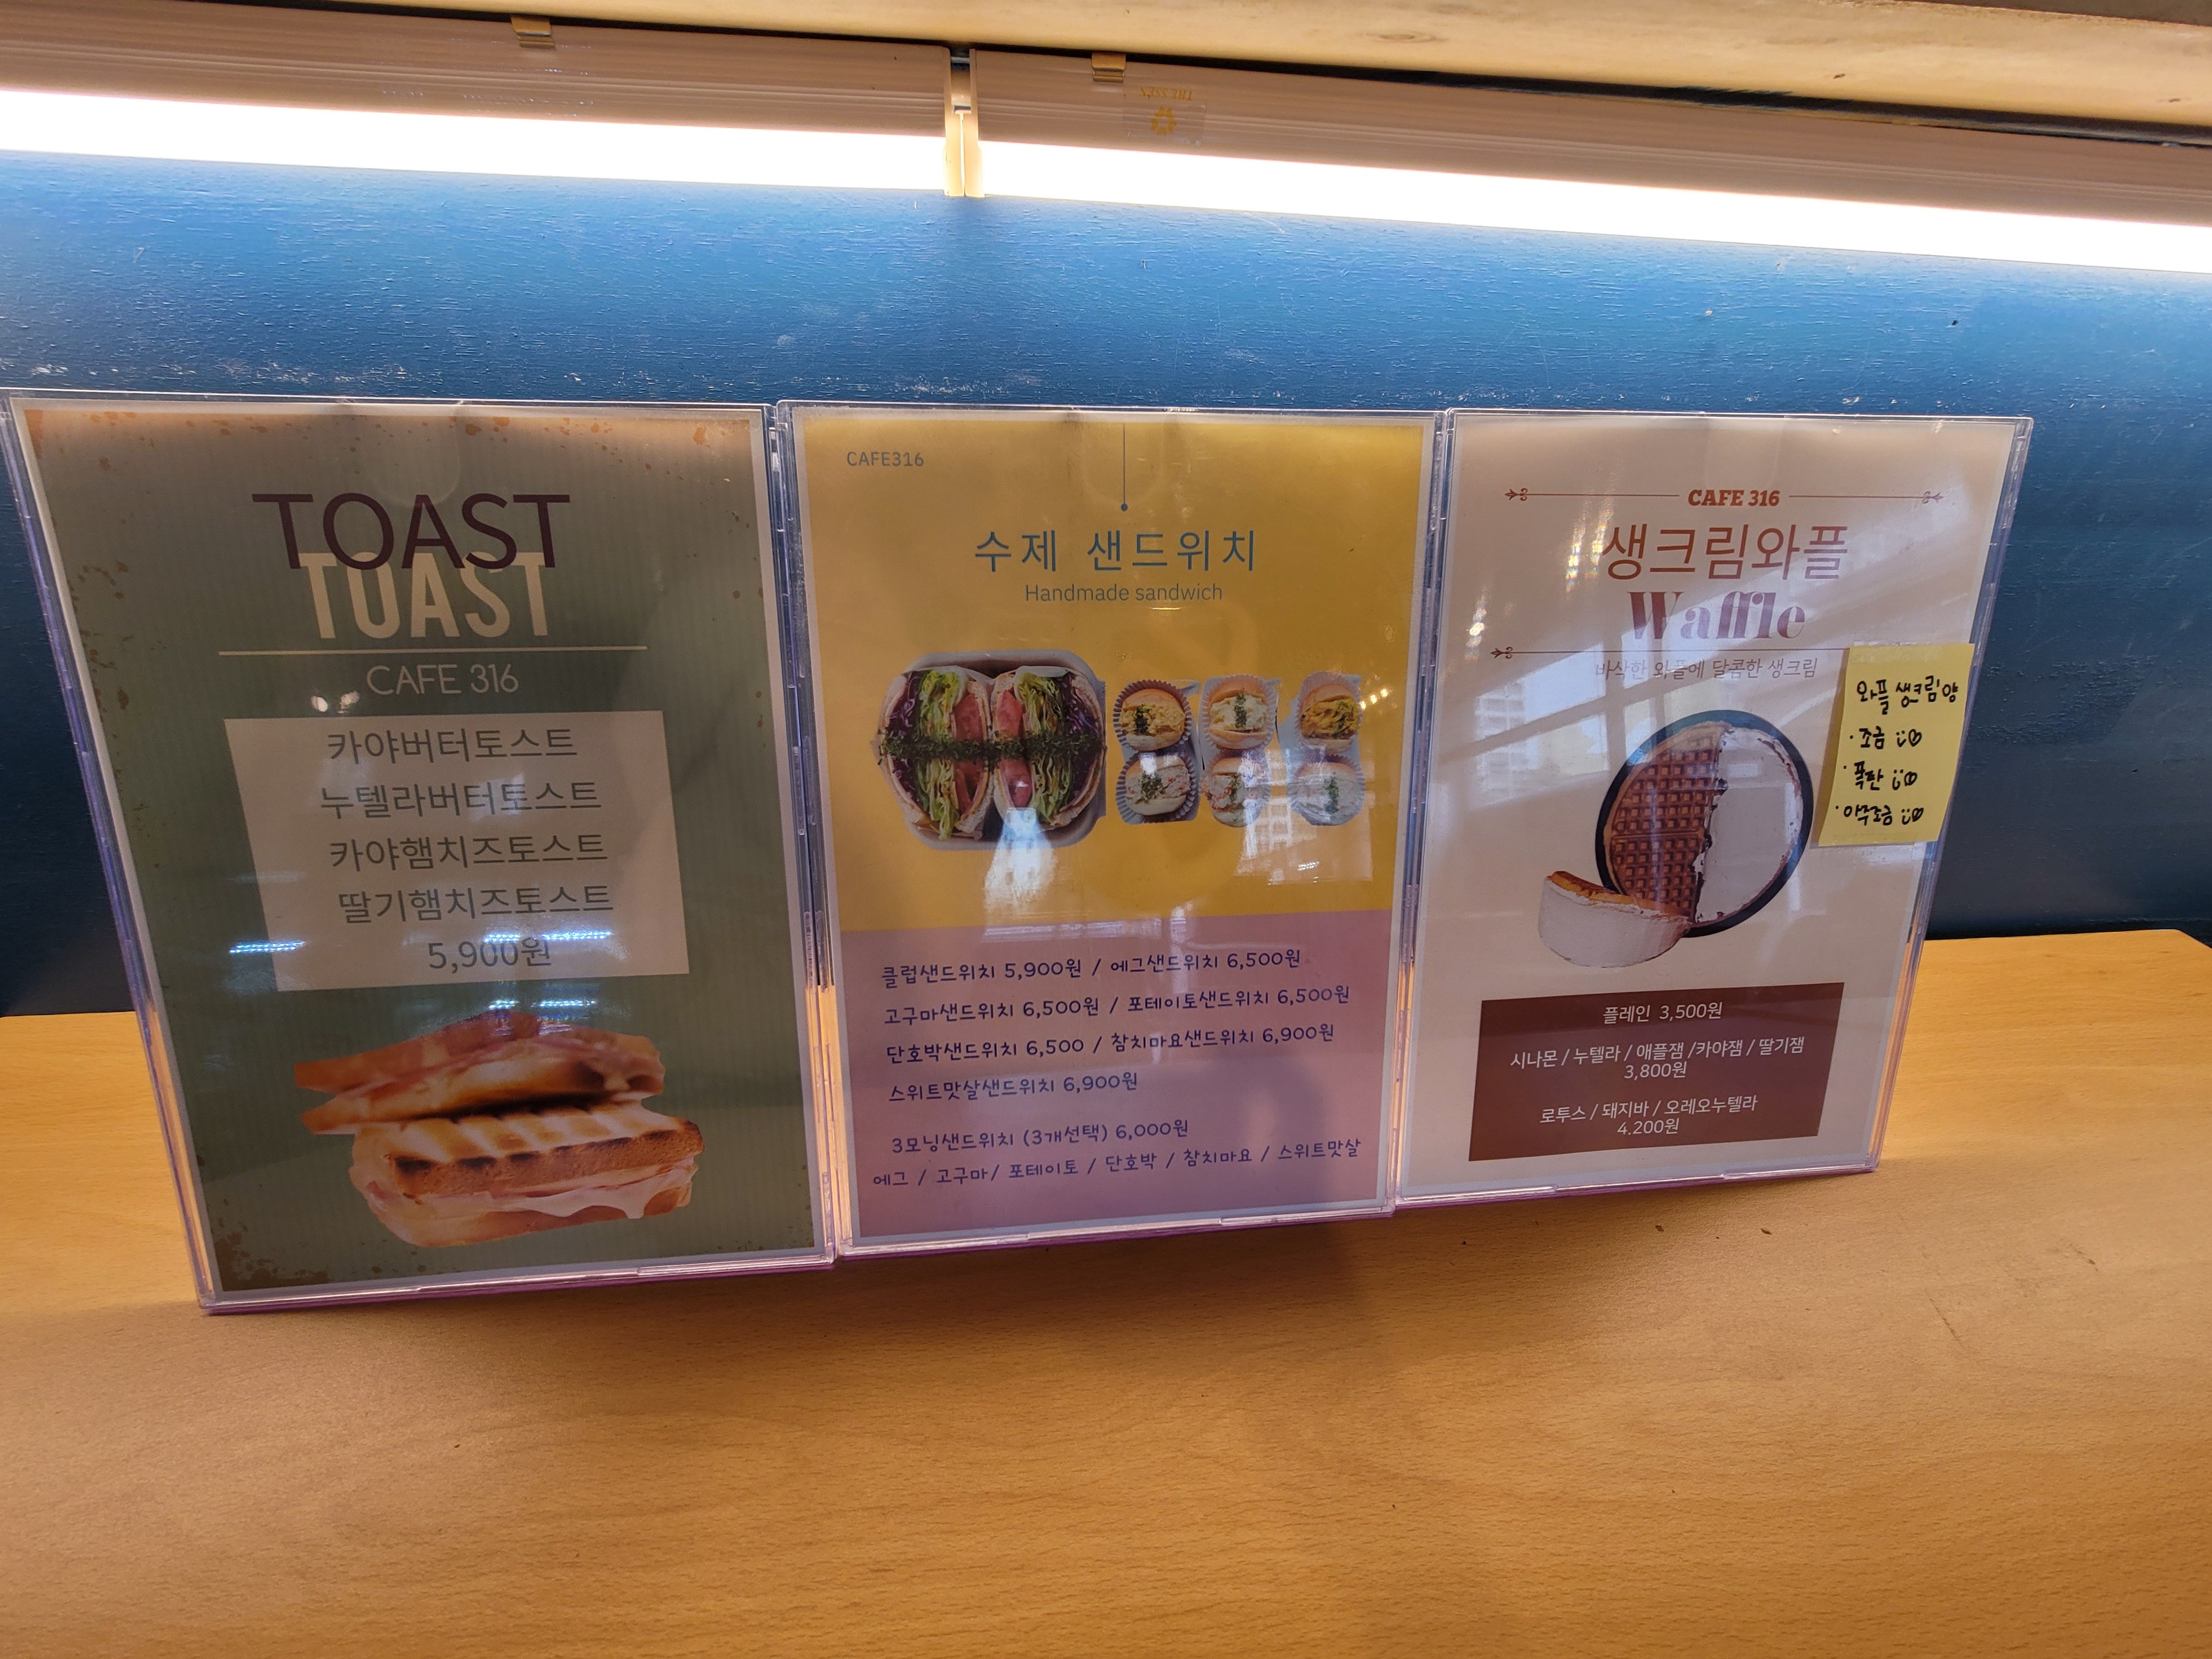 TRESSÉN
TOAST
TOAST
CAFE 316
카야버터토스트
누텔라버터토스트
카야햄치즈토스트
딸기햄치즈토스트
5,900원
CAFE316
수제 샌드위치
Handmade sandwich
클럽샌드위치 5,900원 / 에그샌드위치 6,500원
고구마샌드위치 6,500원 / 포테이토샌드위치 6,500원
단호박샌드위치 6,500 / 참치마요샌드위치 6,900원
스위트맛살샌드위치 6,900원
3모닝샌드위치 (3개선택) 6,000원
에그 / 고구마/ 포테이토 / 단호박 / 참치마요 / 스위트맛살
CAFE 316
생크림와플
Waffle
바삭한 와플에 달콤한 생크림
와플 생크림양
· 조금
· 폭탄
· 아주조금
플레인 3,500원
시나몬 / 누텔라 / 애플잼 /카야잼 / 딸기잼
3,800원
로투스 / 돼지바 / 오레오누텔라
4.200원